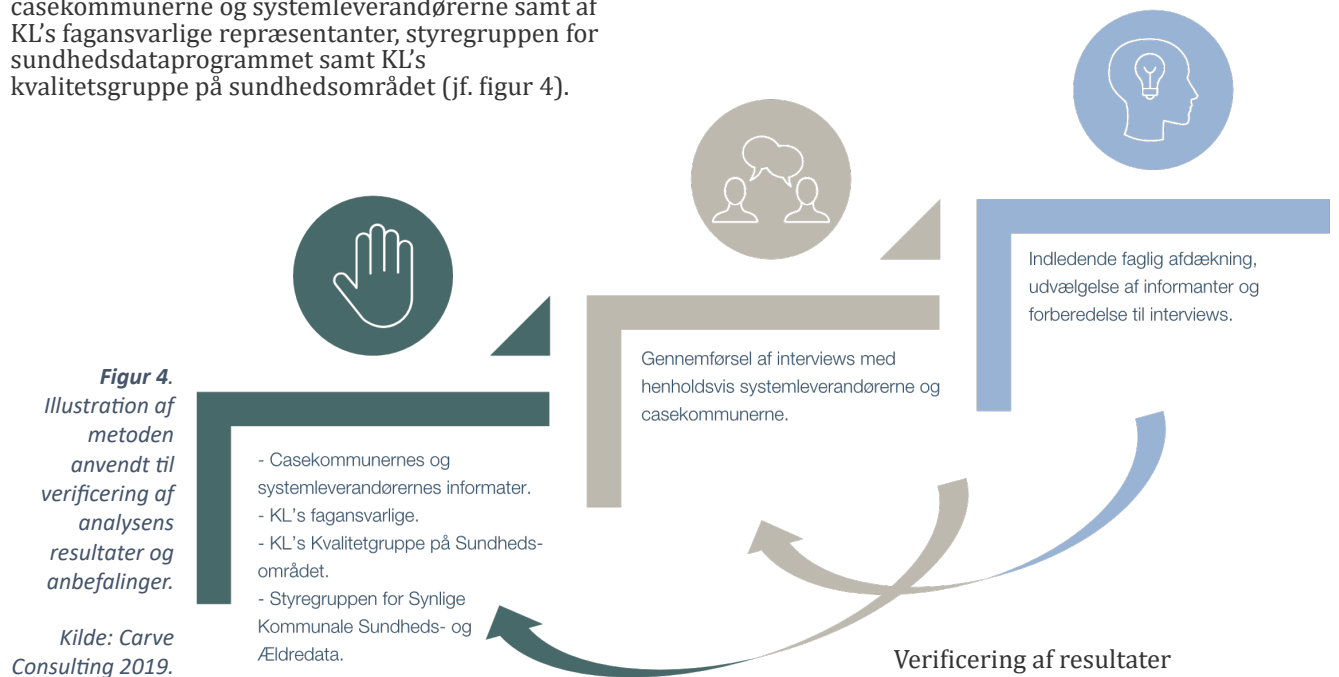 casekommunerne og systemleverandørerne samt af
KL’s fagansvarlige repræsentanter, styregruppen for
sundhedsdataprogrammet samt KL’s
kvalitetsgruppe på sundhedsområdet (jf. figur 4).
Indledende faglig afdækning,
udvælgelse af informanter og
forberedelse til interviews.
Gennemførsel af interviews med
henholdsvis systemleverandørerne og
casekommunerne.
Figur 4.
Illustration af
metoden
anvendt til
verificering af
analysens
resultater og
anbefalinger.
Kilde: Carve
Consulting 2019.
- Casekommunernes og
systemleverandørernes informater.
- KL’s fagansvarlige.
- KL’s Kvalitetgruppe på Sundheds-
området.
- Styregruppen for Synlige
Kommunale Sundheds- og
Ældredata.
Verificering af resultater